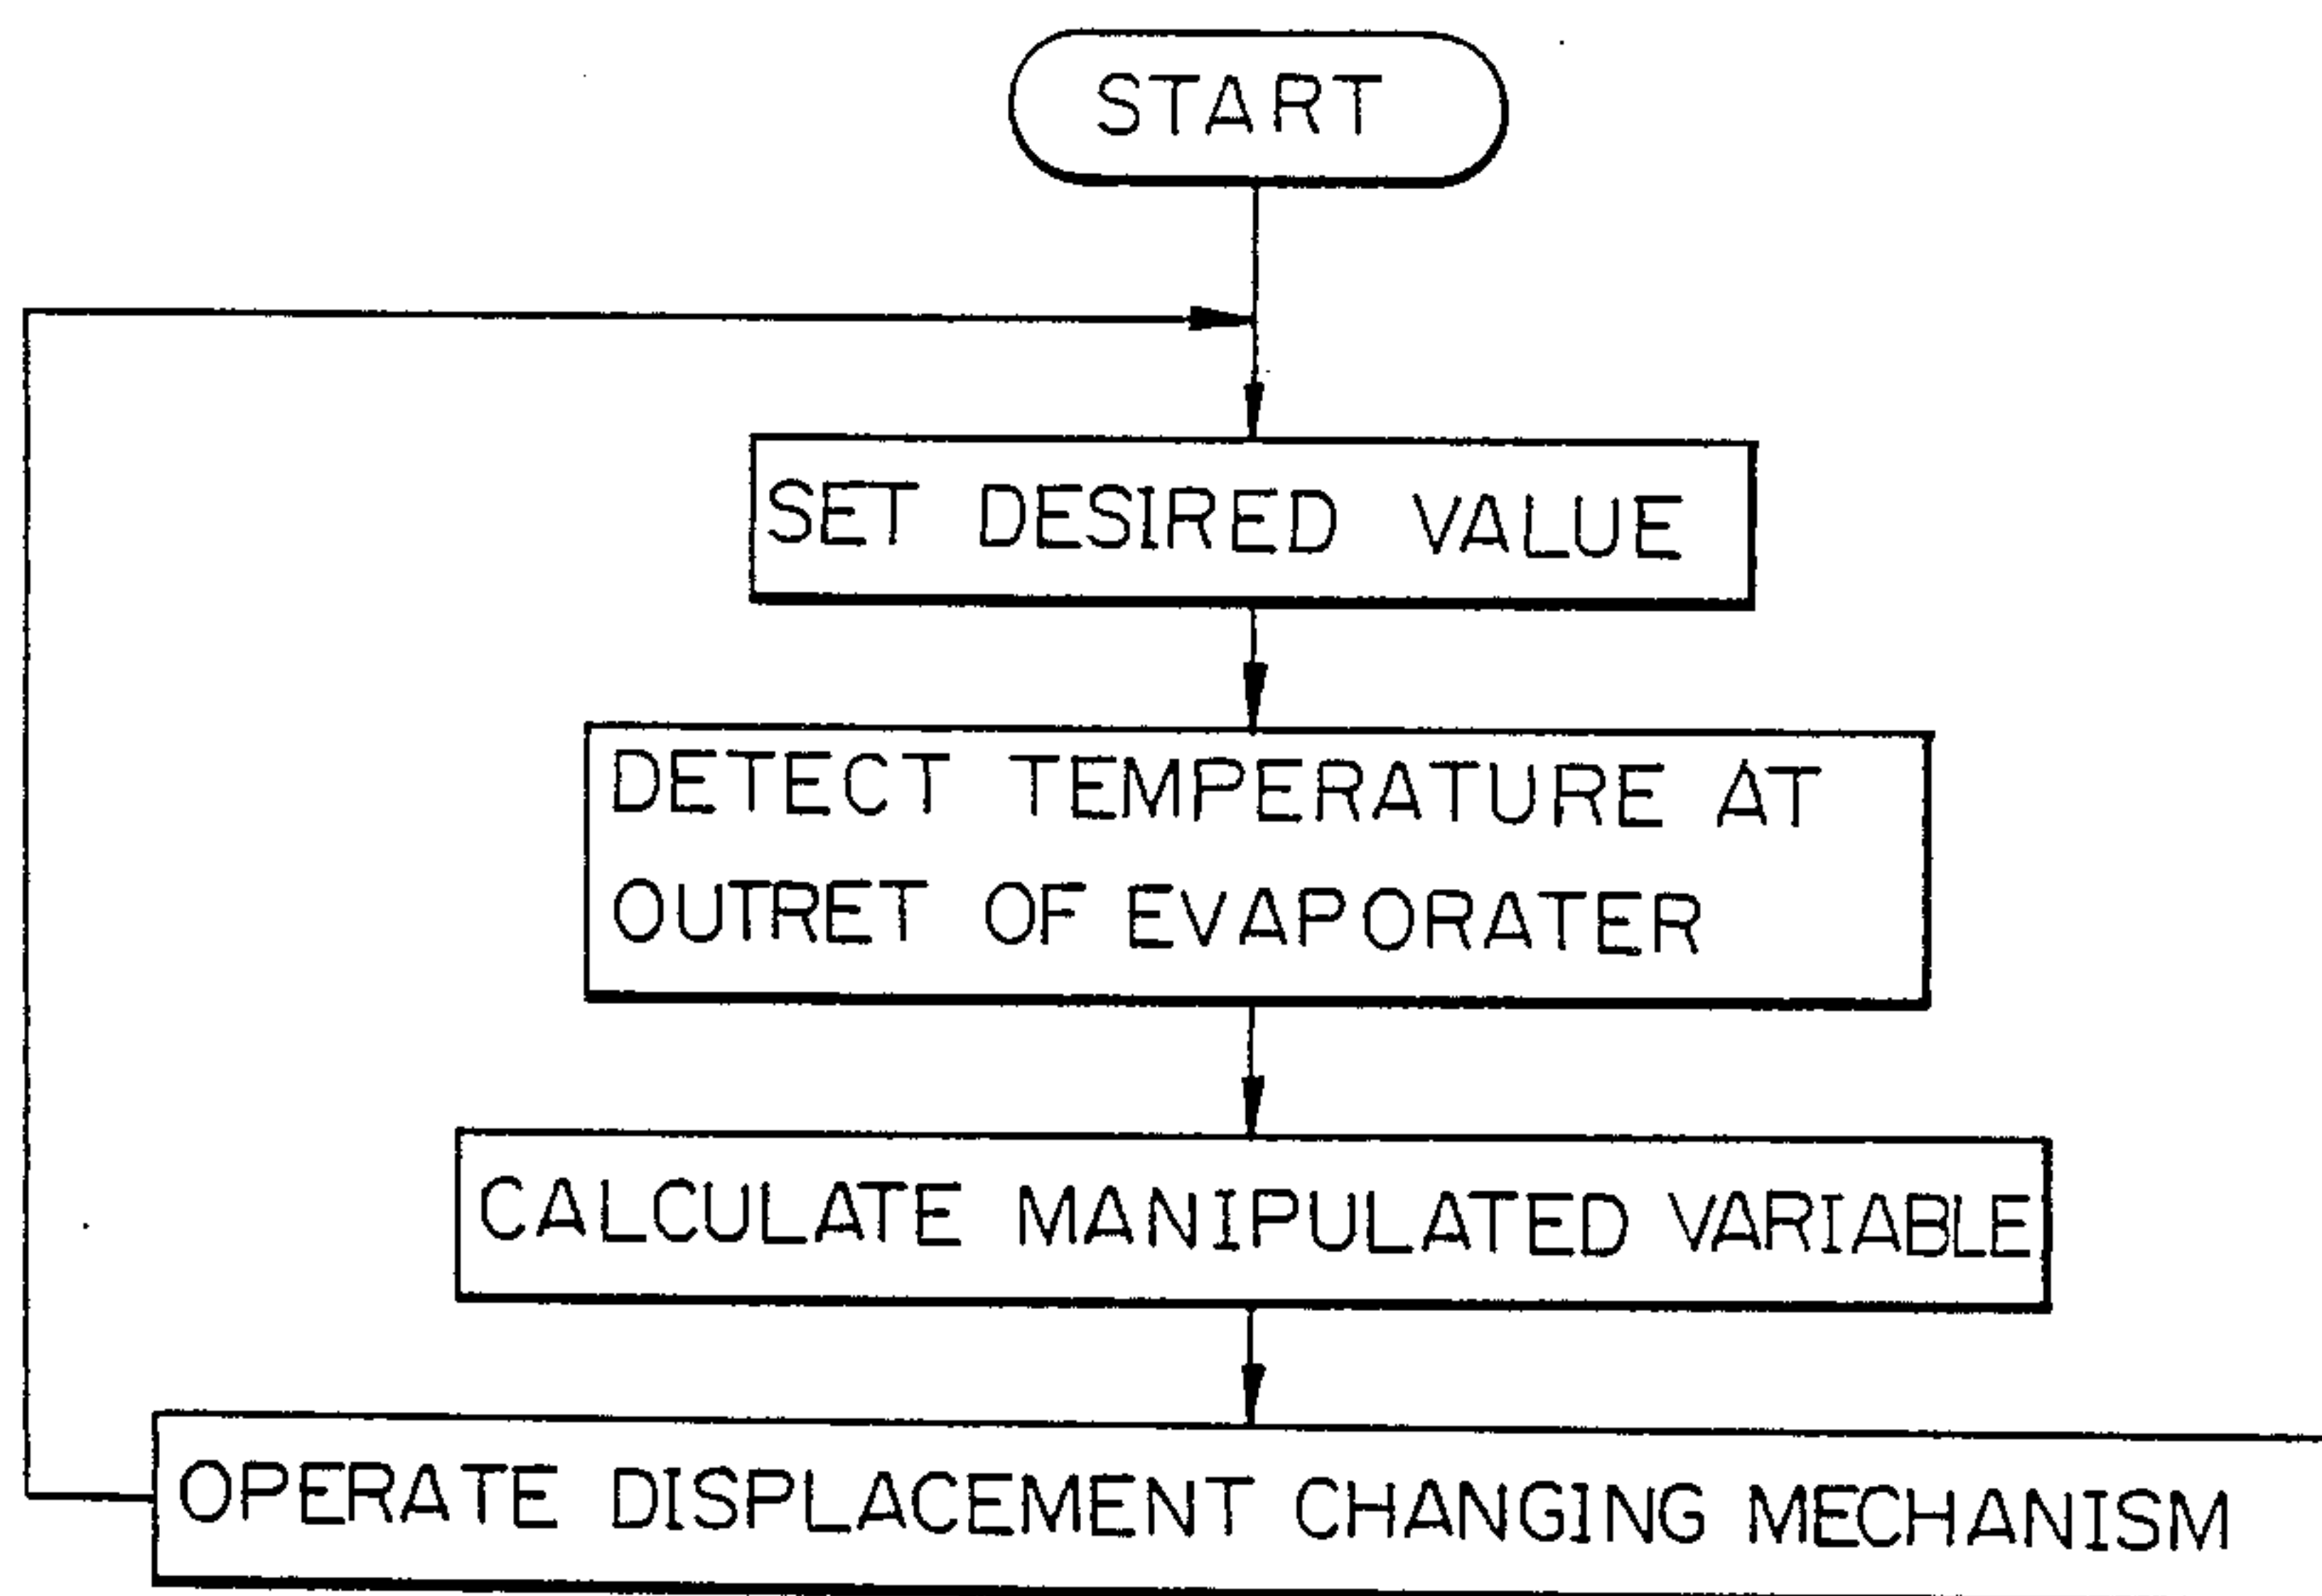 START
SET DESIRED VALUE
DETECT TEMPERATURE AT
OUTRET OF EVAPORATER
CALCULATE MANIPULATED VARIABLE
OPERATE DISPLACEMENT CHANGING MECHANISM